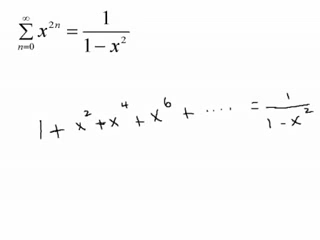 ∞
∑ x^{2n} = 1/(1 − x^2)
n=0
1 + x^2 + x^4 + x^6 + .... = 1/(1 - x^2)